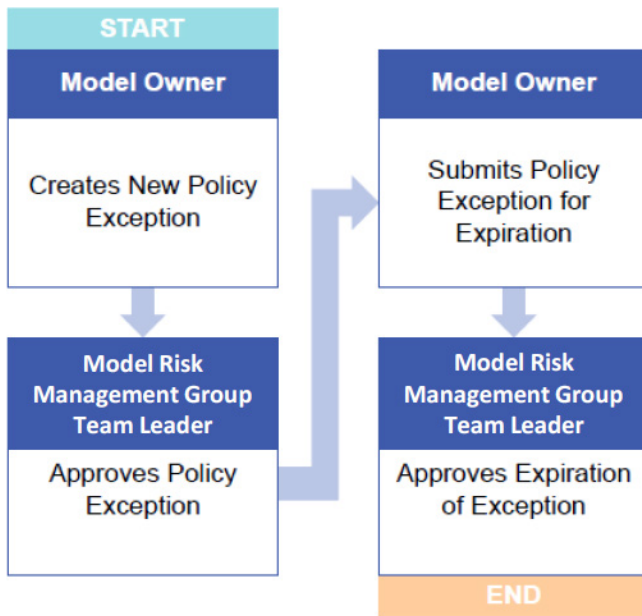 START
Model Owner
Creates New Policy
Exception
Model Risk
Management Group
Team Leader
Approves Policy
Exception
Model Owner
Submits Policy
Exception for
Expiration
Model Risk
Management Group
Team Leader
Approves Expiration
of Exception
END